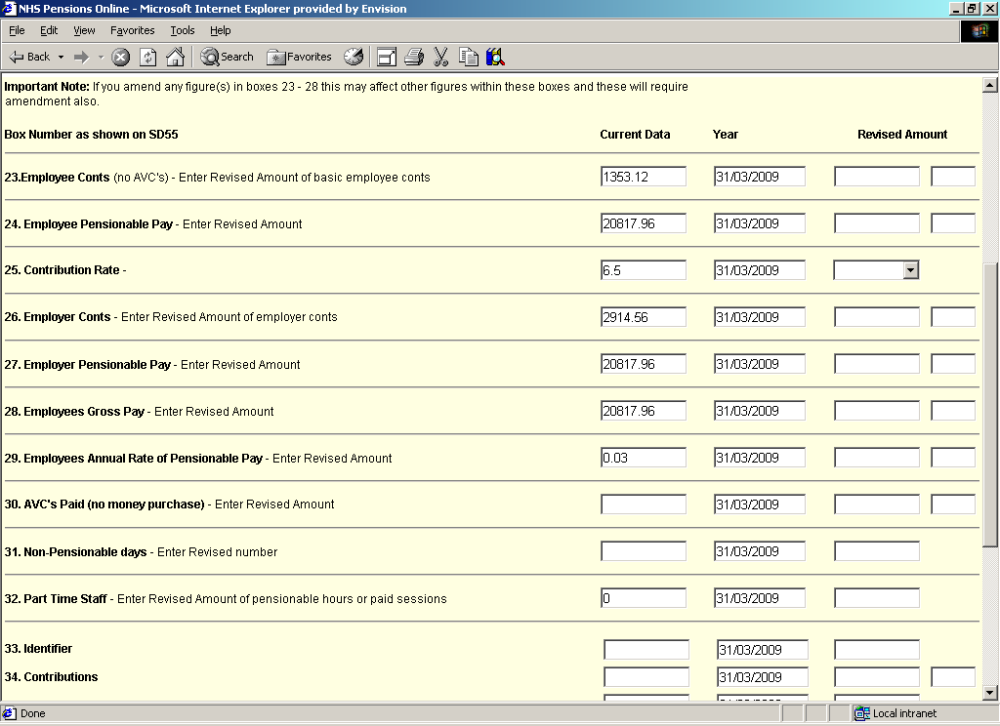 NHS Pensions Online - Microsoft Internet Explorer provided by Envision
File Edit View Favorites Tools Help
Back Search Favorites
Important Note: If you amend any figure(s) in boxes 23 - 28 this may affect other figures within these boxes and these will require
amendment also.
Box Number as shown on SD55 Current Data Year Revised Amount
23.Employee Conts (no AVC's) - Enter Revised Amount of basic employee conts 1353.12 31/03/2009
24. Employee Pensionable Pay - Enter Revised Amount 20817.96 31/03/2009
25. Contribution Rate - 6.5 31/03/2009
26. Employer Conts - Enter Revised Amount of employer conts 2914.56 31/03/2009
27. Employer Pensionable Pay - Enter Revised Amount 20817.96 31/03/2009
28. Employees Gross Pay - Enter Revised Amount 20817.96 31/03/2009
29. Employees Annual Rate of Pensionable Pay - Enter Revised Amount 0.03 31/03/2009
30. AVC's Paid (no money purchase) - Enter Revised Amount 31/03/2009
31. Non-Pensionable days - Enter Revised number 31/03/2009
32. Part Time Staff - Enter Revised Amount of pensionable hours or paid sessions 0 31/03/2009
33. Identifier 31/03/2009
34. Contributions 31/03/2009
Done Local intranet